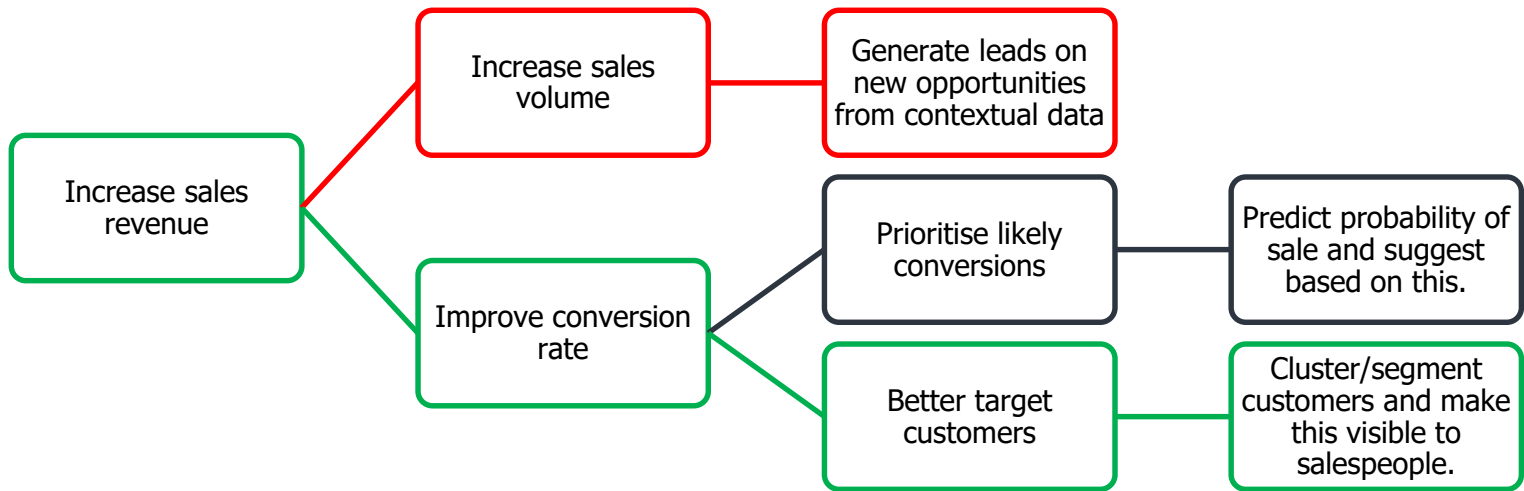 Increase sales
revenue
Increase sales
volume
Generate leads on
new opportunities
from contextual data
Improve conversion
rate
Prioritise likely
conversions
Predict probability of
sale and suggest
based on this.
Better target
customers
Cluster/segment
customers and make
this visible to
salespeople.